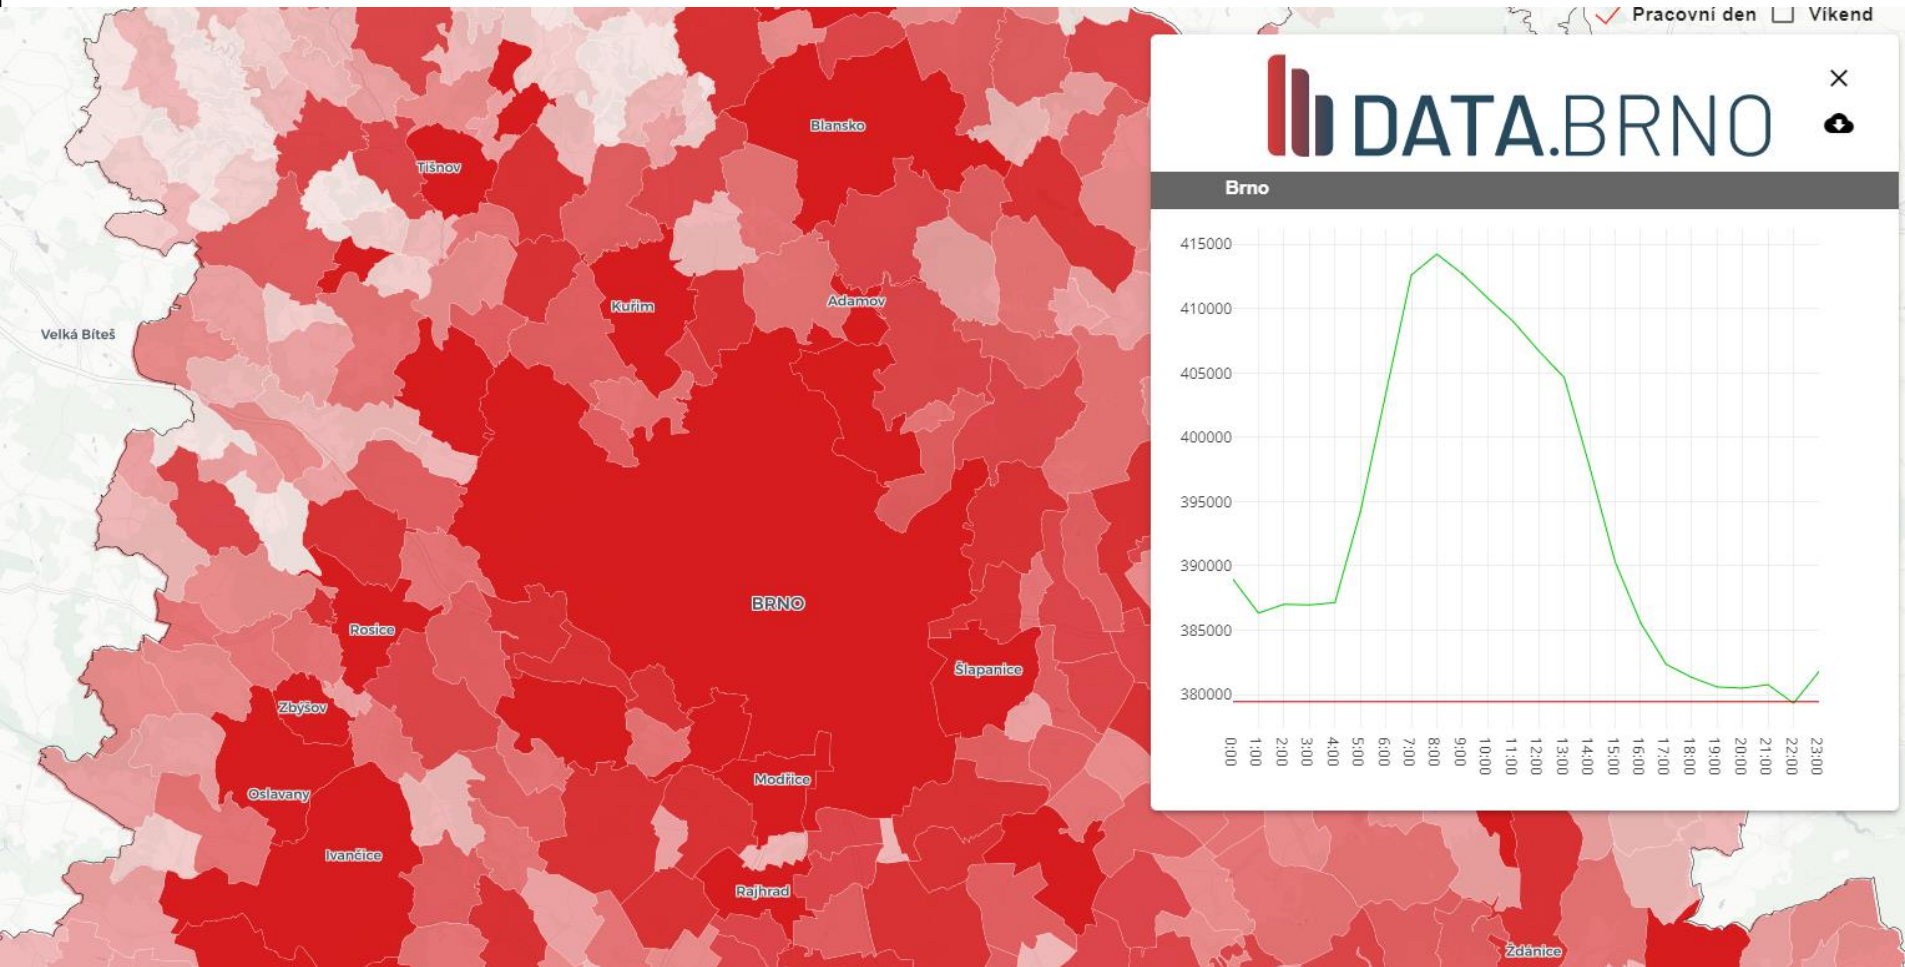 Pracovní den Víkend
DATA.BRNO
Brno
415000
410000
405000
400000
395000
390000
385000
380000
0:00 1:00 2:00 3:00 4:00 5:00 6:00 7:00 8:00 9:00 10:00 11:00 12:00 13:00 14:00 15:00 16:00 17:00 18:00 19:00 20:00 21:00 22:00 23:00
Blansko
Tišnov
Adamov
Kuřim
Velká Bíteš
BRNO
Rosice
Šlapanice
Zbýšov
Modřice
Oslavany
Ivančice
Rajhrad
Ždánice